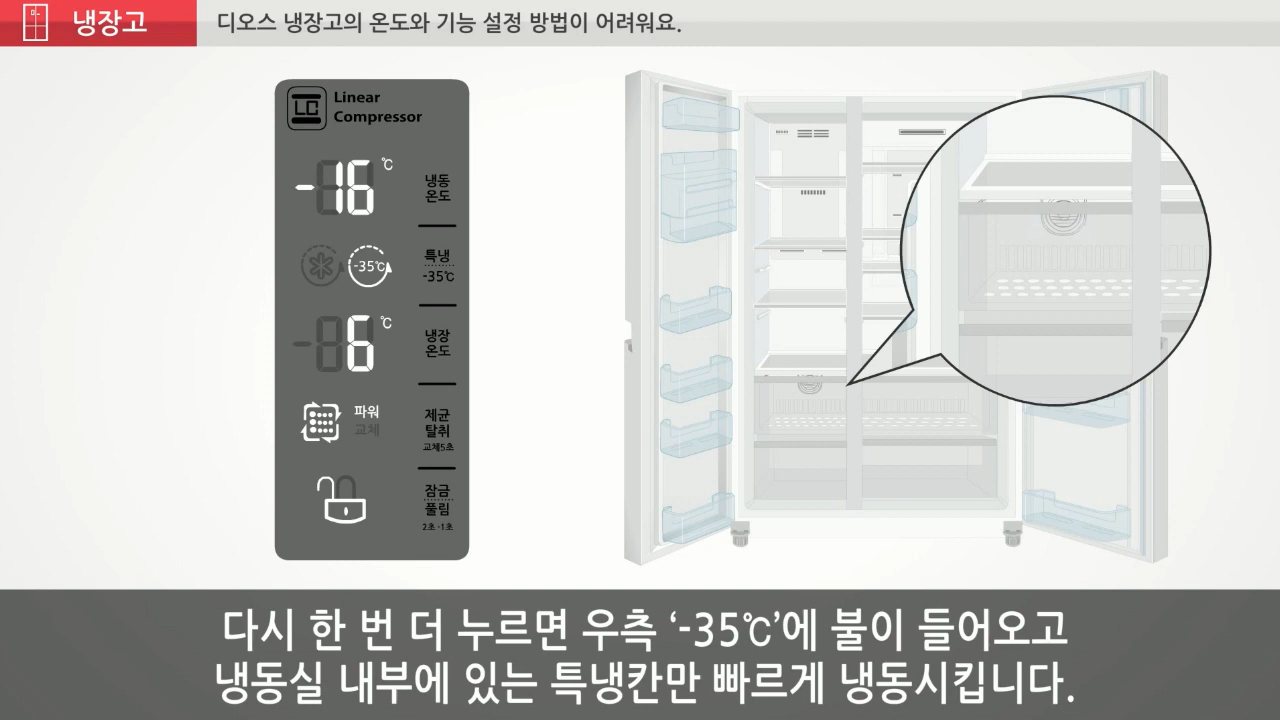 냉장고
디오스 냉장고의 온도와 기능 설정 방법이 어려워요.
LC
Linear
Compressor
-16 ℃
냉동
온도
-35℃
특냉
-35℃
6 ℃
냉장
온도
파워
교체
제균
탈취
교체5초
잠금
풀림
2초 -1초
다시 한 번 더 누르면 우측 ‘-35℃’에 불이 들어오고
냉동실 내부에 있는 특냉칸만 빠르게 냉동시킵니다.